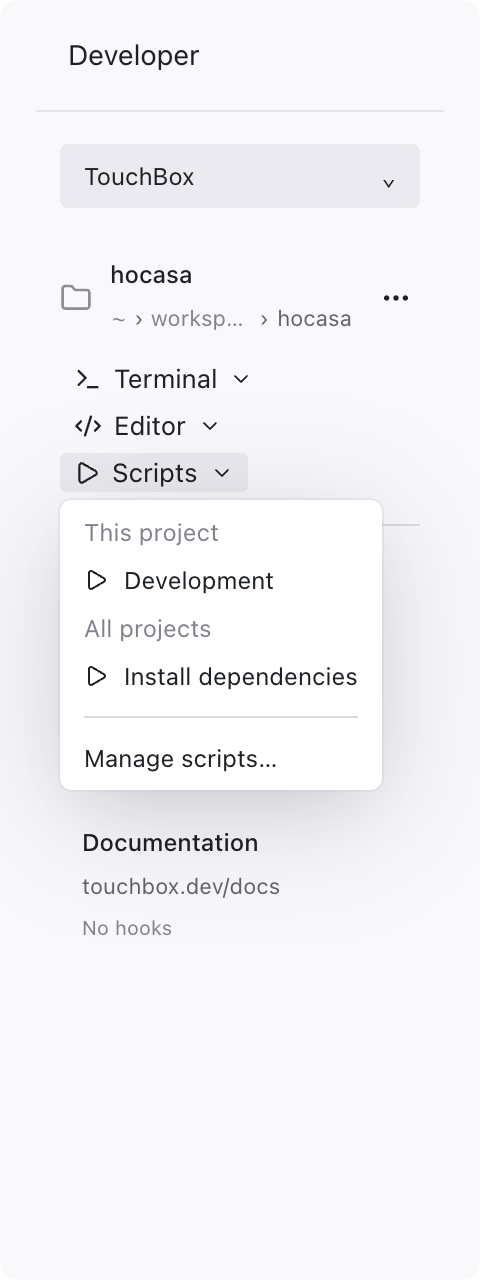 Developer
TouchBox
hocasa
~ › worksp... › hocasa
Terminal
Editor
Scripts
This project
Development
All projects
Install dependencies
Manage scripts...
Documentation
touchbox.dev/docs
No hooks